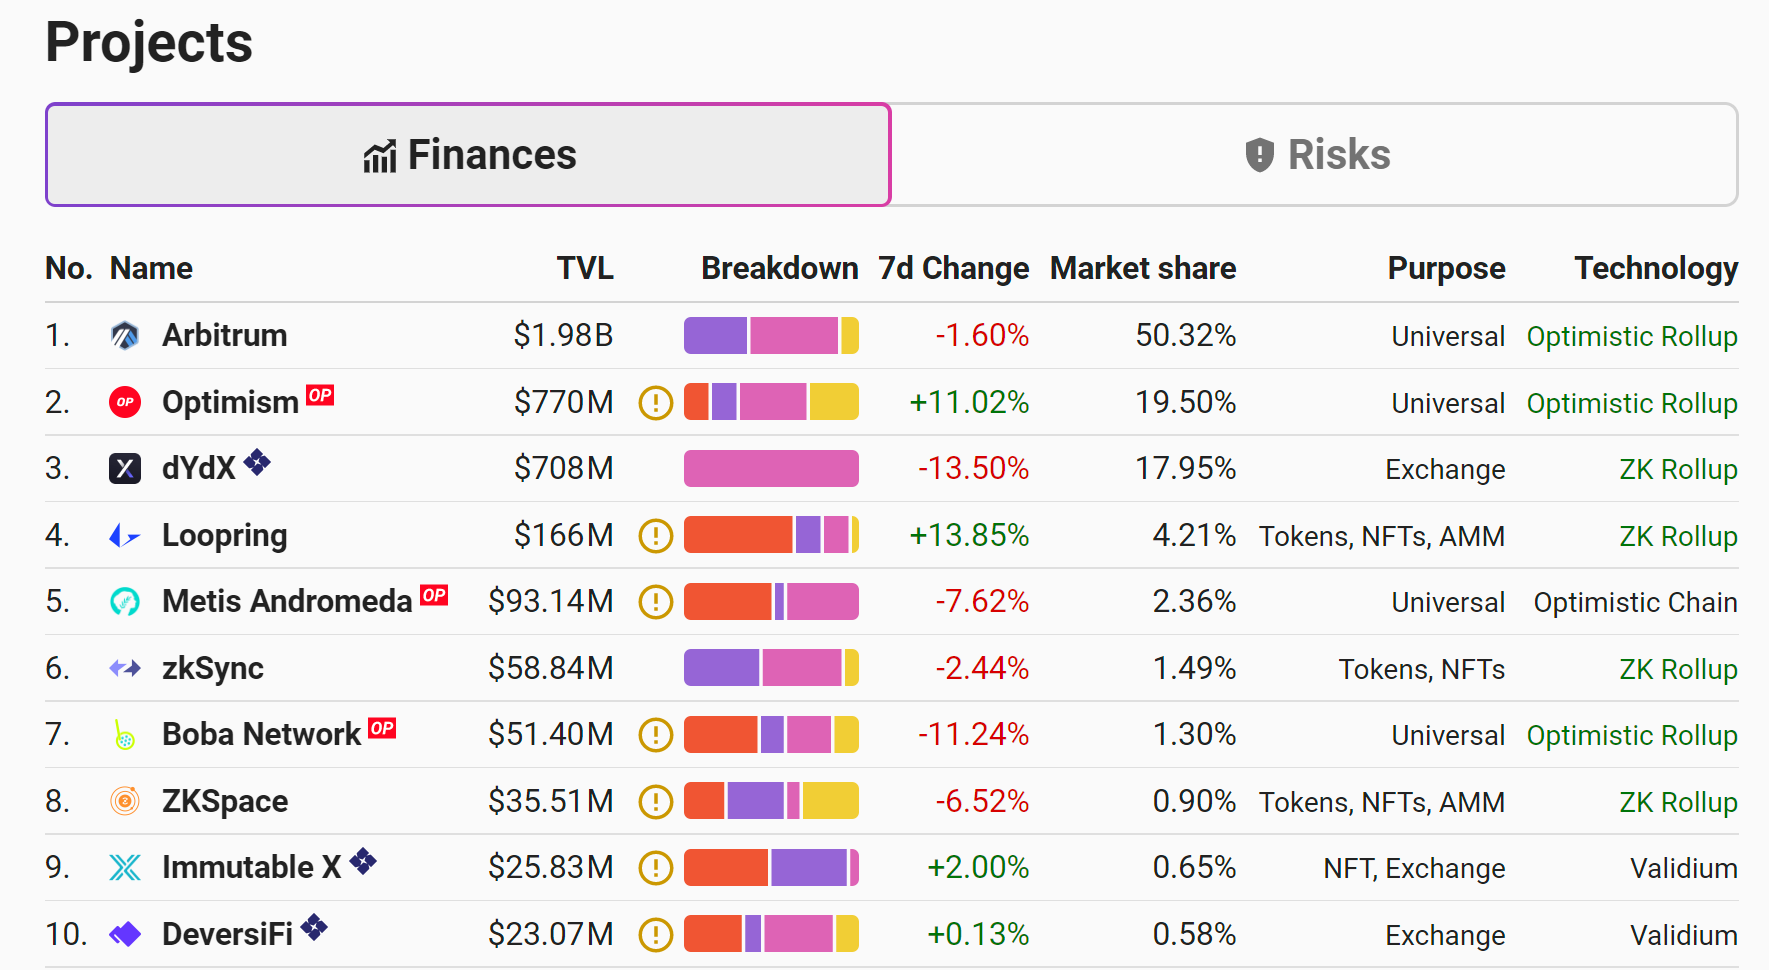 Projects
Finances
Risks
No. Name TVL Breakdown 7d Change Market share Purpose Technology
1. Arbitrum $1.98B -1.60% 50.32% Universal Optimistic Rollup
2. OP Optimism OP $770M +11.02% 19.50% Universal Optimistic Rollup
3. dYdX $708M -13.50% 17.95% Exchange ZK Rollup
4. Loopring $166M +13.85% 4.21% Tokens, NFTs, AMM ZK Rollup
5. Metis Andromeda OP $93.14M -7.62% 2.36% Universal Optimistic Chain
6. zkSync $58.84M -2.44% 1.49% Tokens, NFTs ZK Rollup
7. Boba Network OP $51.40M -11.24% 1.30% Universal Optimistic Rollup
8. ZKSpace $35.51M -6.52% 0.90% Tokens, NFTs, AMM ZK Rollup
9. Immutable X $25.83M +2.00% 0.65% NFT, Exchange Validium
10. DeversiFi $23.07M +0.13% 0.58% Exchange Validium